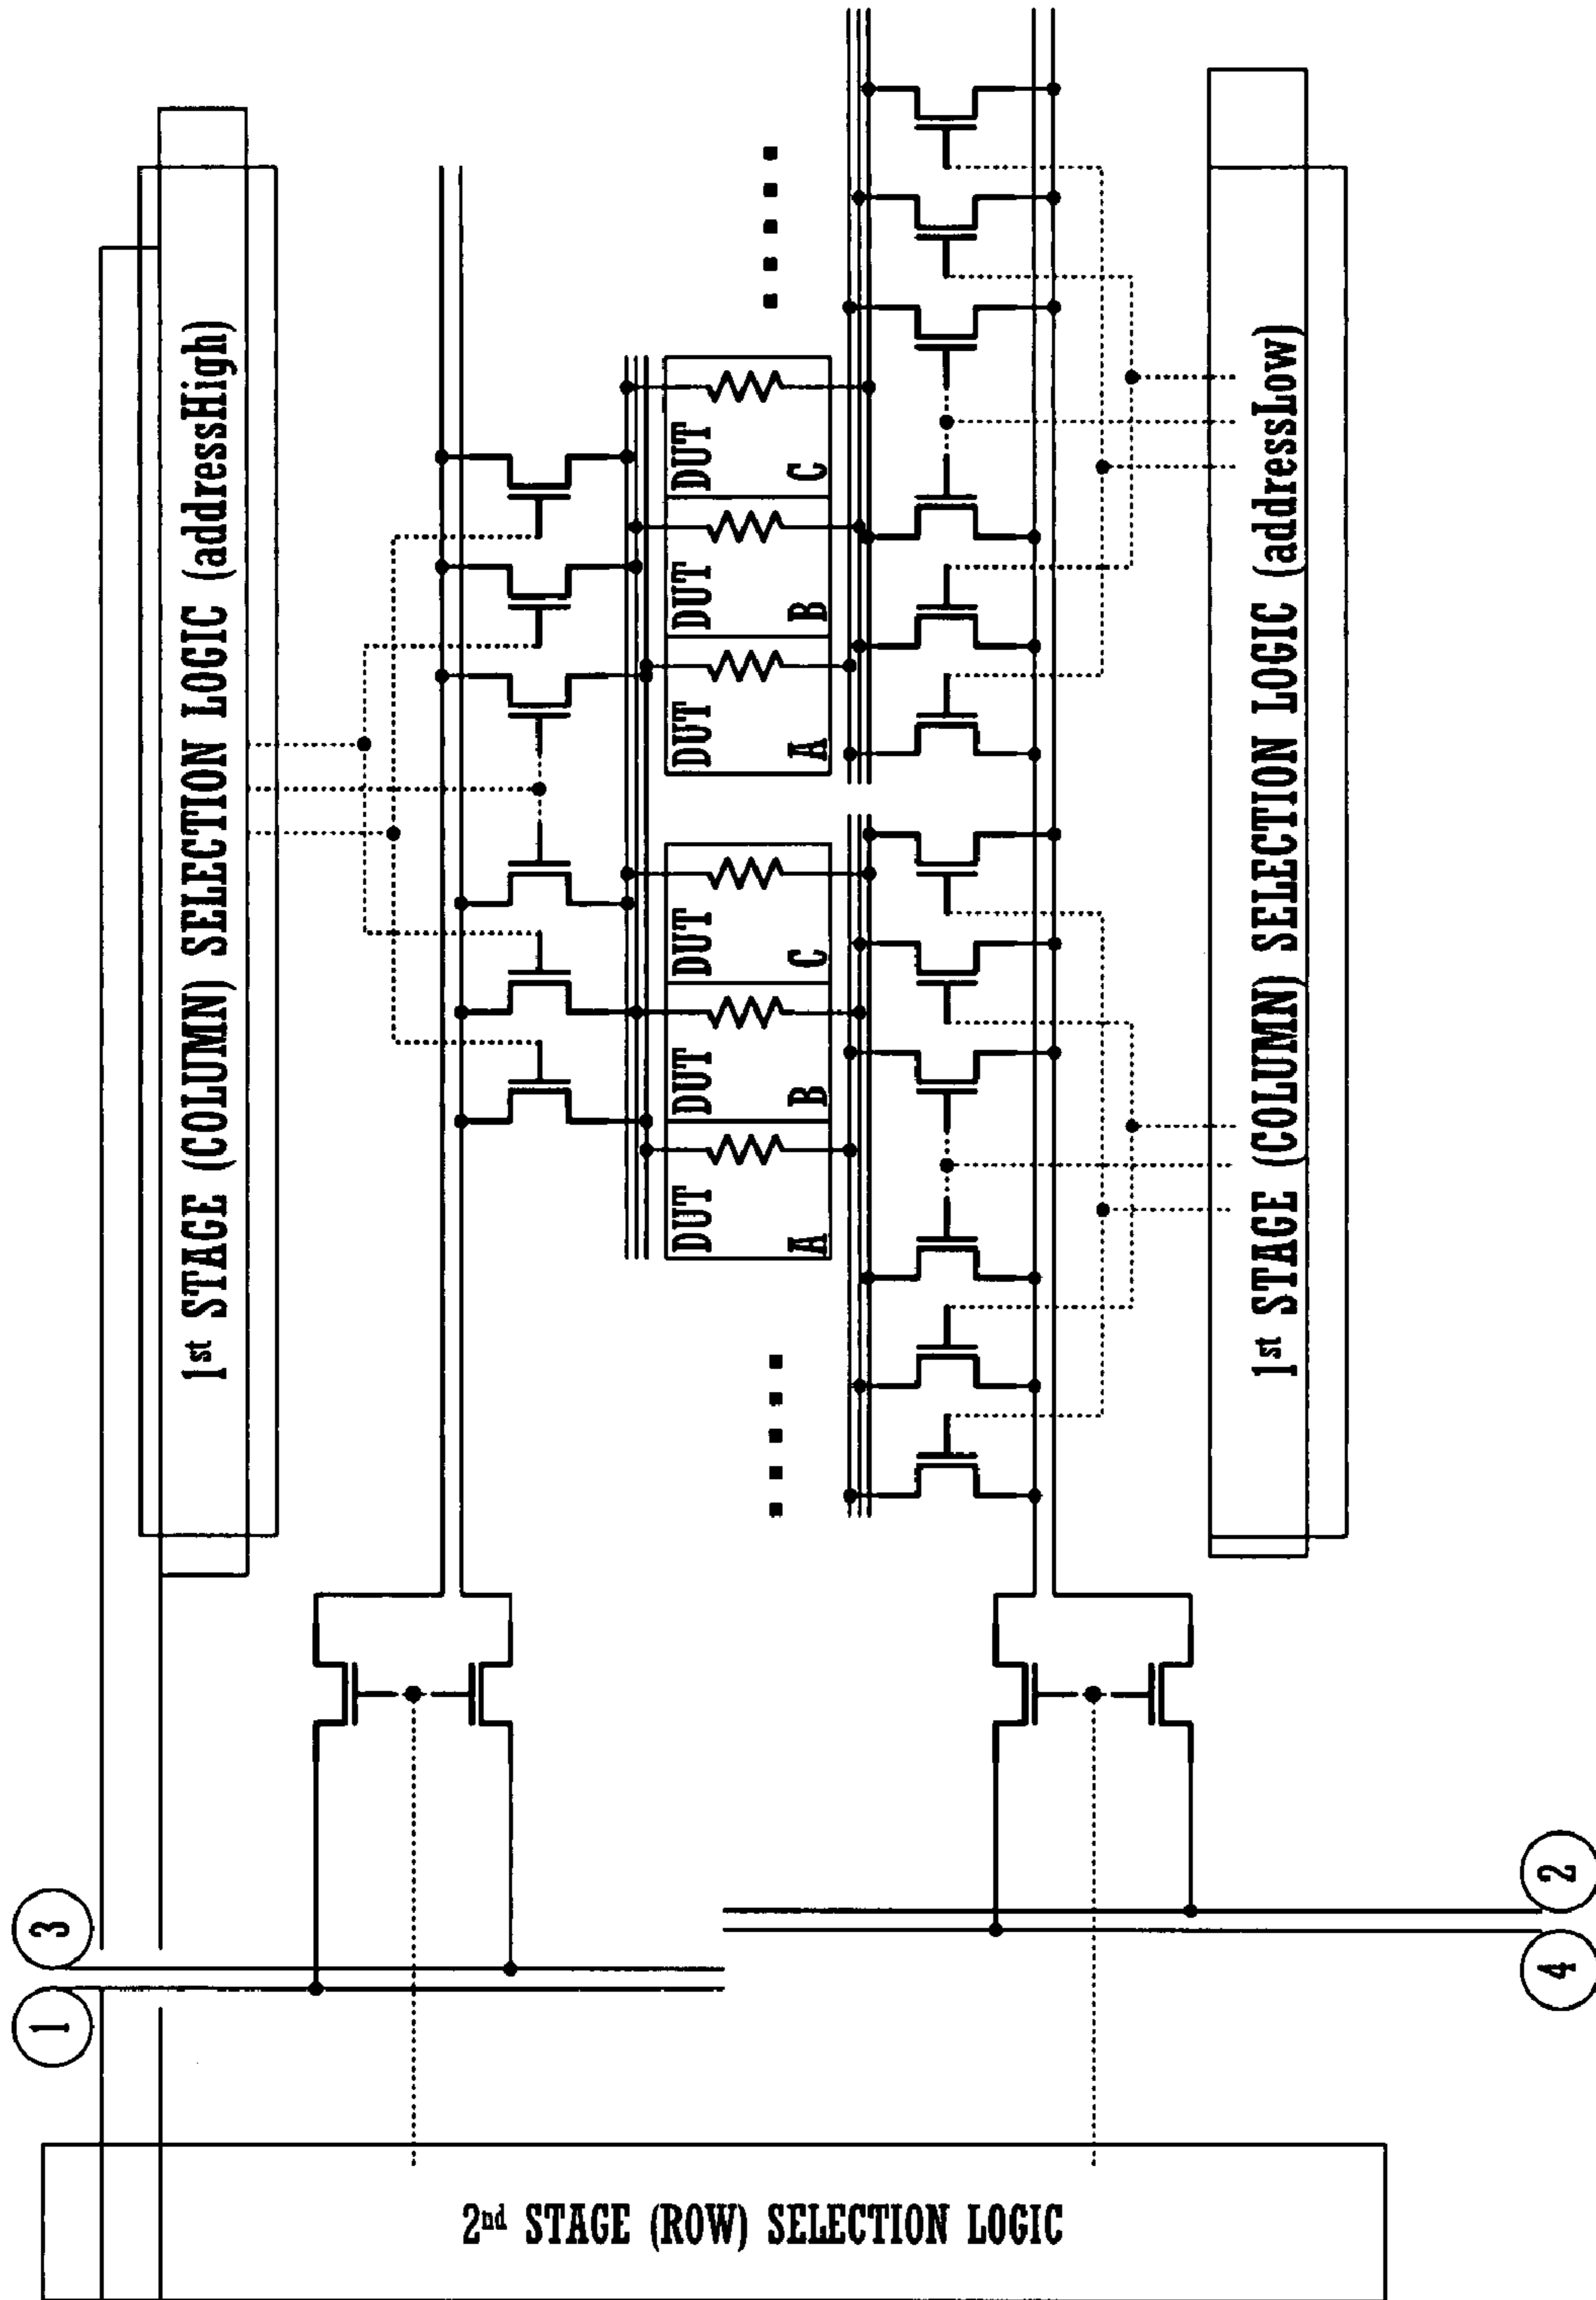 1
3
1st STAGE (COLUMN) SELECTION LOGIC (addressHigh)
DUT A
DUT B
DUT C
DUT A
DUT B
DUT C
1st STAGE (COLUMN) SELECTION LOGIC (addressLow)
4
2
2nd STAGE (ROW) SELECTION LOGIC